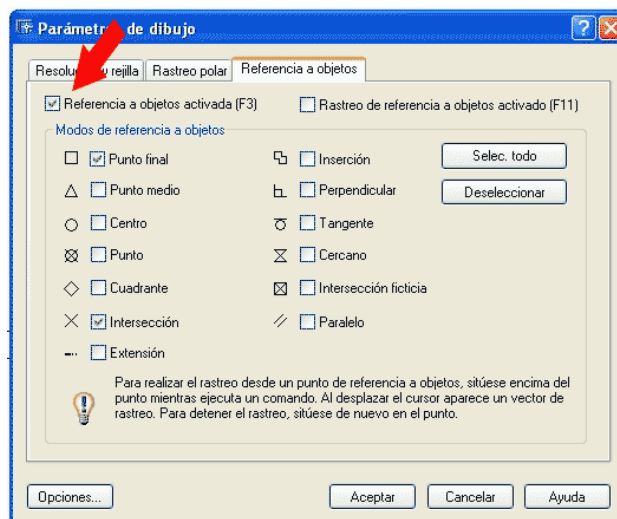 Parámetros de dibujo
Resolución y rejilla
Rastreo polar
Referencia a objetos
Referencia a objetos activada (F3)
Rastreo de referencia a objetos activado (F11)
Modos de referencia a objetos
Punto final
Inserción
Selec. todo
Punto medio
Perpendicular
Deseleccionar
Centro
Tangente
Punto
Cercano
Cuadrante
Intersección ficticia
Intersección
Paralelo
Extensión
Para realizar el rastreo desde un punto de referencia a objetos, sitúese encima del
punto mientras ejecuta un comando. Al desplazar el cursor aparece un vector de
rastreo. Para detener el rastreo, sitúese de nuevo en el punto.
Opciones...
Aceptar
Cancelar
Ayuda